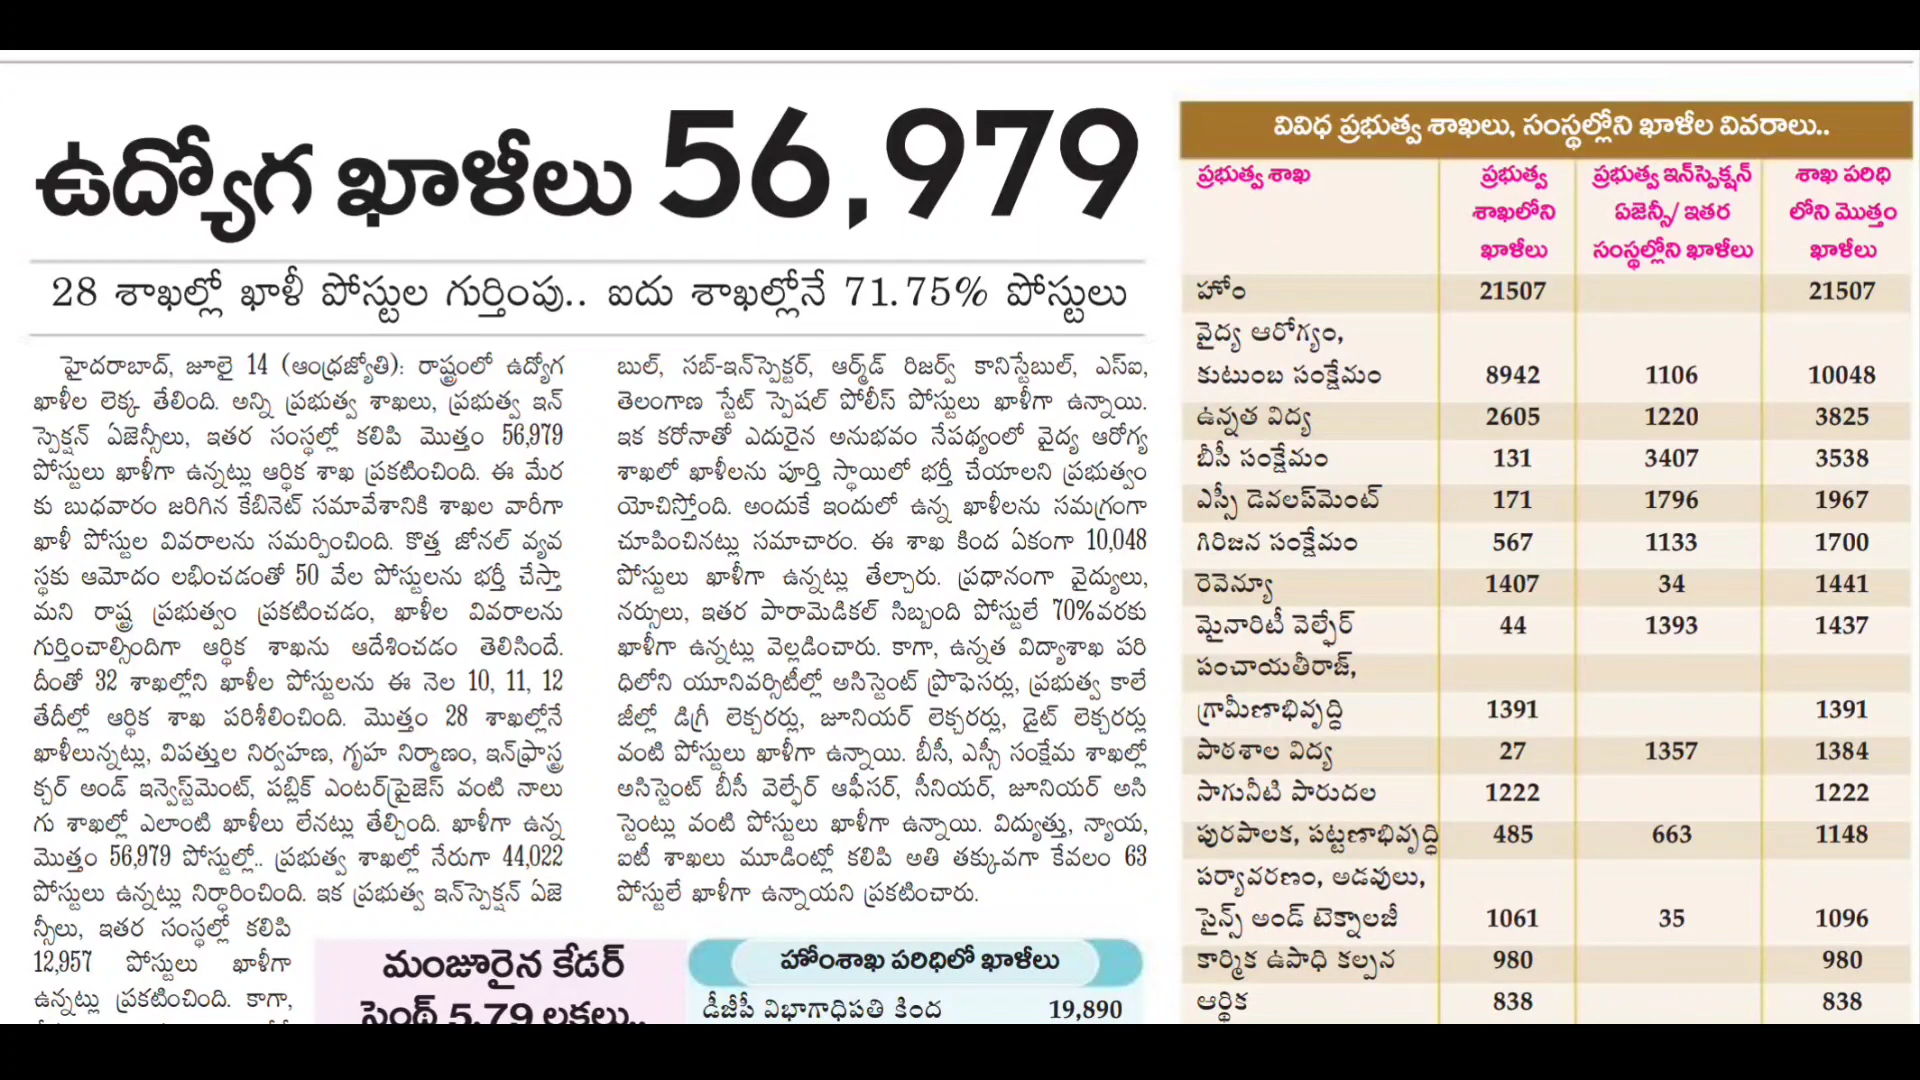 ఉద్యోగ ఖాళీలు 56,979
28 శాఖల్లో ఖాళీ పోస్టుల గుర్తింపు.. ఐదు శాఖల్లోనే 71.75% పోస్టులు
హైదరాబాద్, జూలై 14 (ఆంధ్రజ్యోతి): రాష్ట్రంలో ఉద్యోగ
ఖాళీల లెక్క తేలింది. అన్ని ప్రభుత్వ శాఖలు, ప్రభుత్వ ఇన్
స్పెక్షన్ ఏజెన్సీలు, ఇతర సంస్థల్లో కలిపి మొత్తం 56,979
పోస్టులు ఖాళీగా ఉన్నట్లు ఆర్థిక శాఖ ప్రకటించింది. ఈ మేర
కు బుధవారం జరిగిన కేబినెట్ సమావేశానికి శాఖల వారీగా
ఖాళీ పోస్టుల వివరాలను సమర్పించింది. కొత్త జోనల్ వ్యవ
స్థకు ఆమోదం లభించడంతో 50 వేల పోస్టులను భర్తీ చేస్తా
మని రాష్ట్ర ప్రభుత్వం ప్రకటించడం, ఖాళీల వివరాలను
గుర్తించాల్సిందిగా ఆర్థిక శాఖను ఆదేశించడం తెలిసిందే.
దీంతో 32 శాఖల్లోని ఖాళీల పోస్టులను ఈ నెల 10, 11, 12
తేదీల్లో ఆర్థిక శాఖ పరిశీలించింది. మొత్తం 28 శాఖల్లోనే
ఖాళీలున్నట్లు, విపత్తుల నిర్వహణ, గృహ నిర్మాణం, ఇన్‌ఫ్రాస్ట్ర
క్చర్ అండ్ ఇన్వెస్ట్‌మెంట్, పబ్లిక్ ఎంటర్‌ప్రైజెస్ వంటి నాలు
గు శాఖల్లో ఎలాంటి ఖాళీలు లేనట్లు తేల్చింది. ఖాళీగా ఉన్న
మొత్తం 56,979 పోస్టుల్లో.. ప్రభుత్వ శాఖల్లో నేరుగా 44,022
పోస్టులు ఉన్నట్లు నిర్ధారించింది. ఇక ప్రభుత్వ ఇన్‌స్పెక్షన్ ఏజె
న్సీలు, ఇతర సంస్థల్లో కలిపి
12,957 పోస్టులు ఖాళీగా
ఉన్నట్లు ప్రకటించింది. కాగా,
బుల్, సబ్-ఇన్‌స్పెక్టర్, ఆర్మ్‌డ్ రిజర్వ్ కానిస్టేబుల్, ఎస్ఐ,
తెలంగాణ స్టేట్ స్పెషల్ పోలీస్ పోస్టులు ఖాళీగా ఉన్నాయి.
ఇక కరోనాతో ఎదురైన అనుభవం నేపథ్యంలో వైద్య ఆరోగ్య
శాఖలో ఖాళీలను పూర్తి స్థాయిలో భర్తీ చేయాలని ప్రభుత్వం
యోచిస్తోంది. అందుకే ఇందులో ఉన్న ఖాళీలను సమగ్రంగా
చూపించినట్లు సమాచారం. ఈ శాఖ కింద ఏకంగా 10,048
పోస్టులు ఖాళీగా ఉన్నట్లు తేల్చారు. ప్రధానంగా వైద్యులు,
నర్సులు, ఇతర పారామెడికల్ సిబ్బంది పోస్టులే 70%వరకు
ఖాళీగా ఉన్నట్లు వెల్లడించారు. కాగా, ఉన్నత విద్యాశాఖ పరి
ధిలోని యూనివర్సిటీల్లో అసిస్టెంట్ ప్రొఫెసర్లు, ప్రభుత్వ కాలే
జీల్లో డిగ్రీ లెక్చరర్లు, జూనియర్ లెక్చరర్లు, డైట్ లెక్చరర్లు
వంటి పోస్టులు ఖాళీగా ఉన్నాయి. బీసీ, ఎస్సీ సంక్షేమ శాఖల్లో
అసిస్టెంట్ బీసీ వెల్ఫేర్ ఆఫీసర్, సీనియర్, జూనియర్ అసి
స్టెంట్లు వంటి పోస్టులు ఖాళీగా ఉన్నాయి. విద్యుత్తు, న్యాయ,
ఐటీ శాఖలు మూడింట్లో కలిపి అతి తక్కువగా కేవలం 63
పోస్టులే ఖాళీగా ఉన్నాయని ప్రకటించారు.
మంజూరైన కేడర్
స్ట్రెంథ్ 5.79 లక్షలు..
హోంశాఖ పరిధిలో ఖాళీలు
డీజీపీ విభాగాధిపతి కింద 19,890
వివిధ ప్రభుత్వ శాఖలు, సంస్థల్లోని ఖాళీల వివరాలు..
ప్రభుత్వ శాఖ ప్రభుత్వ ప్రభుత్వ ఇన్‌స్పెక్షన్ శాఖ పరిధి
శాఖలోని ఏజెన్సీ/ ఇతర లోని మొత్తం
ఖాళీలు సంస్థల్లోని ఖాళీలు ఖాళీలు
హోం 21507 21507
వైద్య ఆరోగ్యం,
కుటుంబ సంక్షేమం 8942 1106 10048
ఉన్నత విద్య 2605 1220 3825
బీసీ సంక్షేమం 131 3407 3538
ఎస్సీ డెవలప్‌మెంట్ 171 1796 1967
గిరిజన సంక్షేమం 567 1133 1700
రెవెన్యూ 1407 34 1441
మైనారిటీ వెల్ఫేర్ 44 1393 1437
పంచాయతీరాజ్,
గ్రామీణాభివృద్ధి 1391 1391
పాఠశాల విద్య 27 1357 1384
సాగునీటి పారుదల 1222 1222
పురపాలక, పట్టణాభివృద్ధి 485 663 1148
పర్యావరణం, అడవులు,
సైన్స్ అండ్ టెక్నాలజీ 1061 35 1096
కార్మిక ఉపాధి కల్పన 980 980
ఆర్థిక 838 838